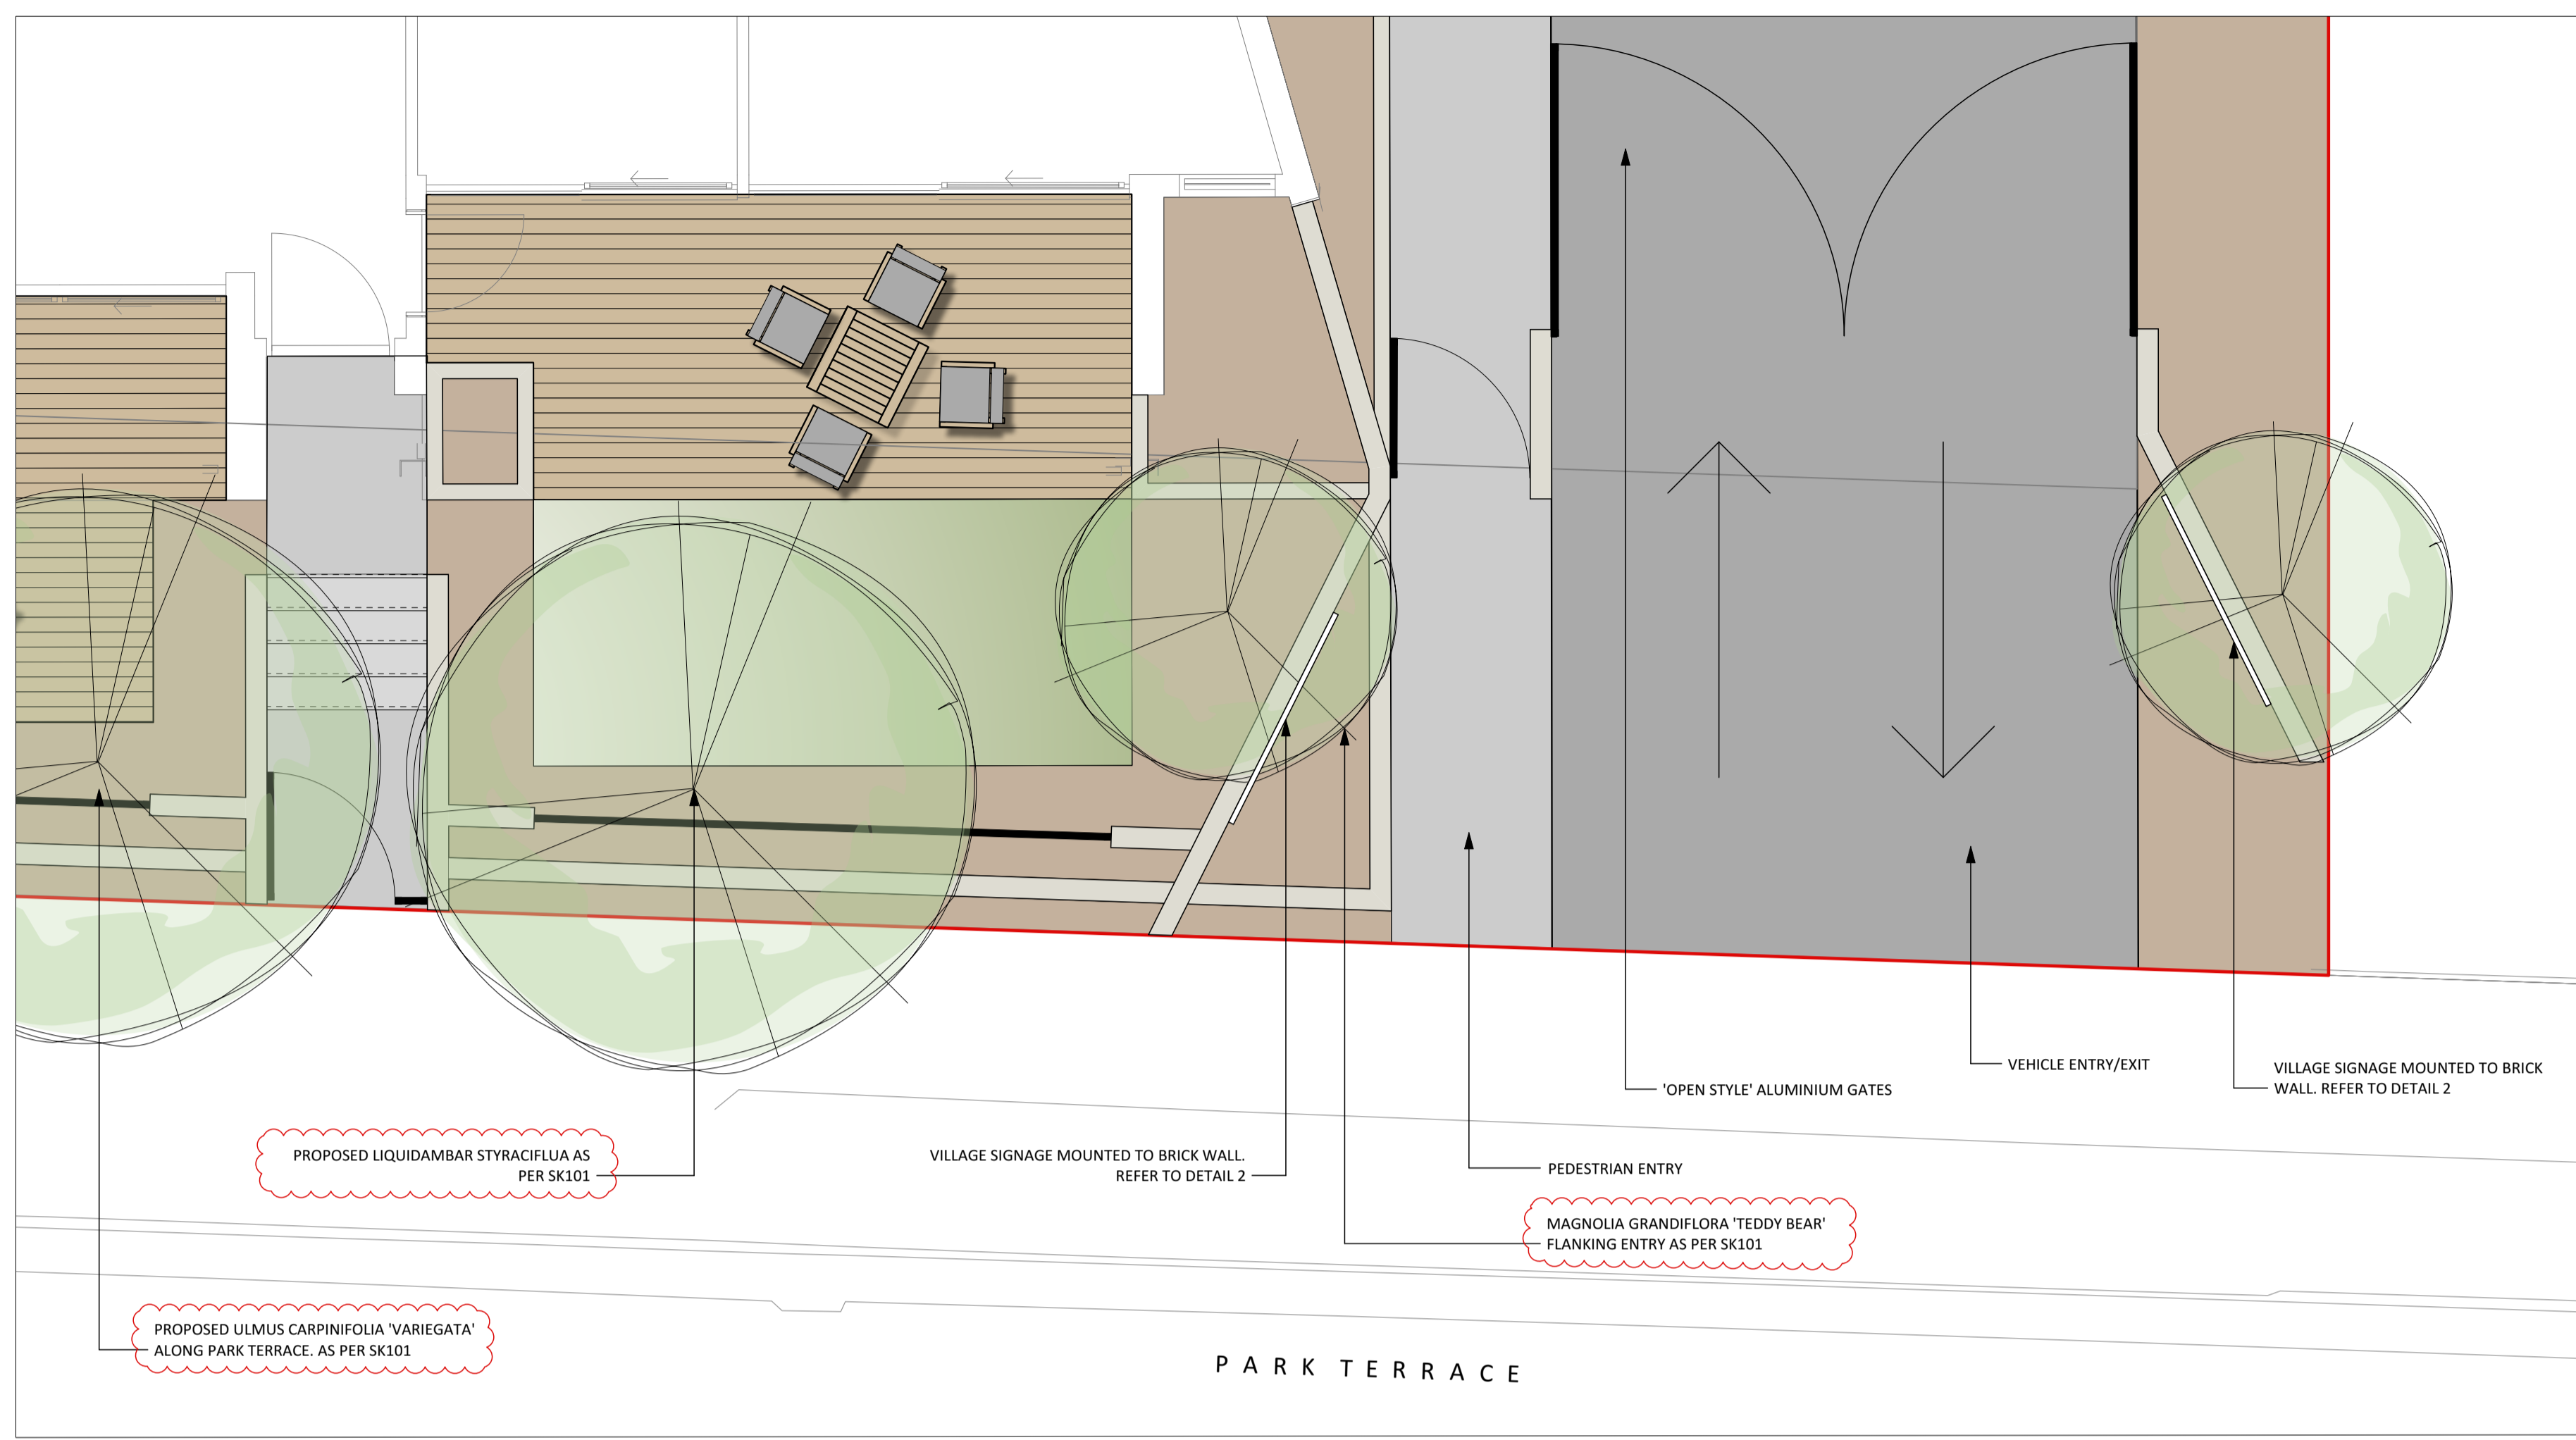 'OPEN STYLE' ALUMINIUM GATES
VEHICLE ENTRY/EXIT
VILLAGE SIGNAGE MOUNTED TO BRICK
WALL. REFER TO DETAIL 2
PROPOSED LIQUIDAMBAR STYRACIFLUA AS
PER SK101
VILLAGE SIGNAGE MOUNTED TO BRICK WALL.
REFER TO DETAIL 2
PEDESTRIAN ENTRY
MAGNOLIA GRANDIFLORA 'TEDDY BEAR'
FLANKING ENTRY AS PER SK101
PROPOSED ULMUS CARPINIFOLIA 'VARIEGATA'
ALONG PARK TERRACE. AS PER SK101
PARK TERRACE